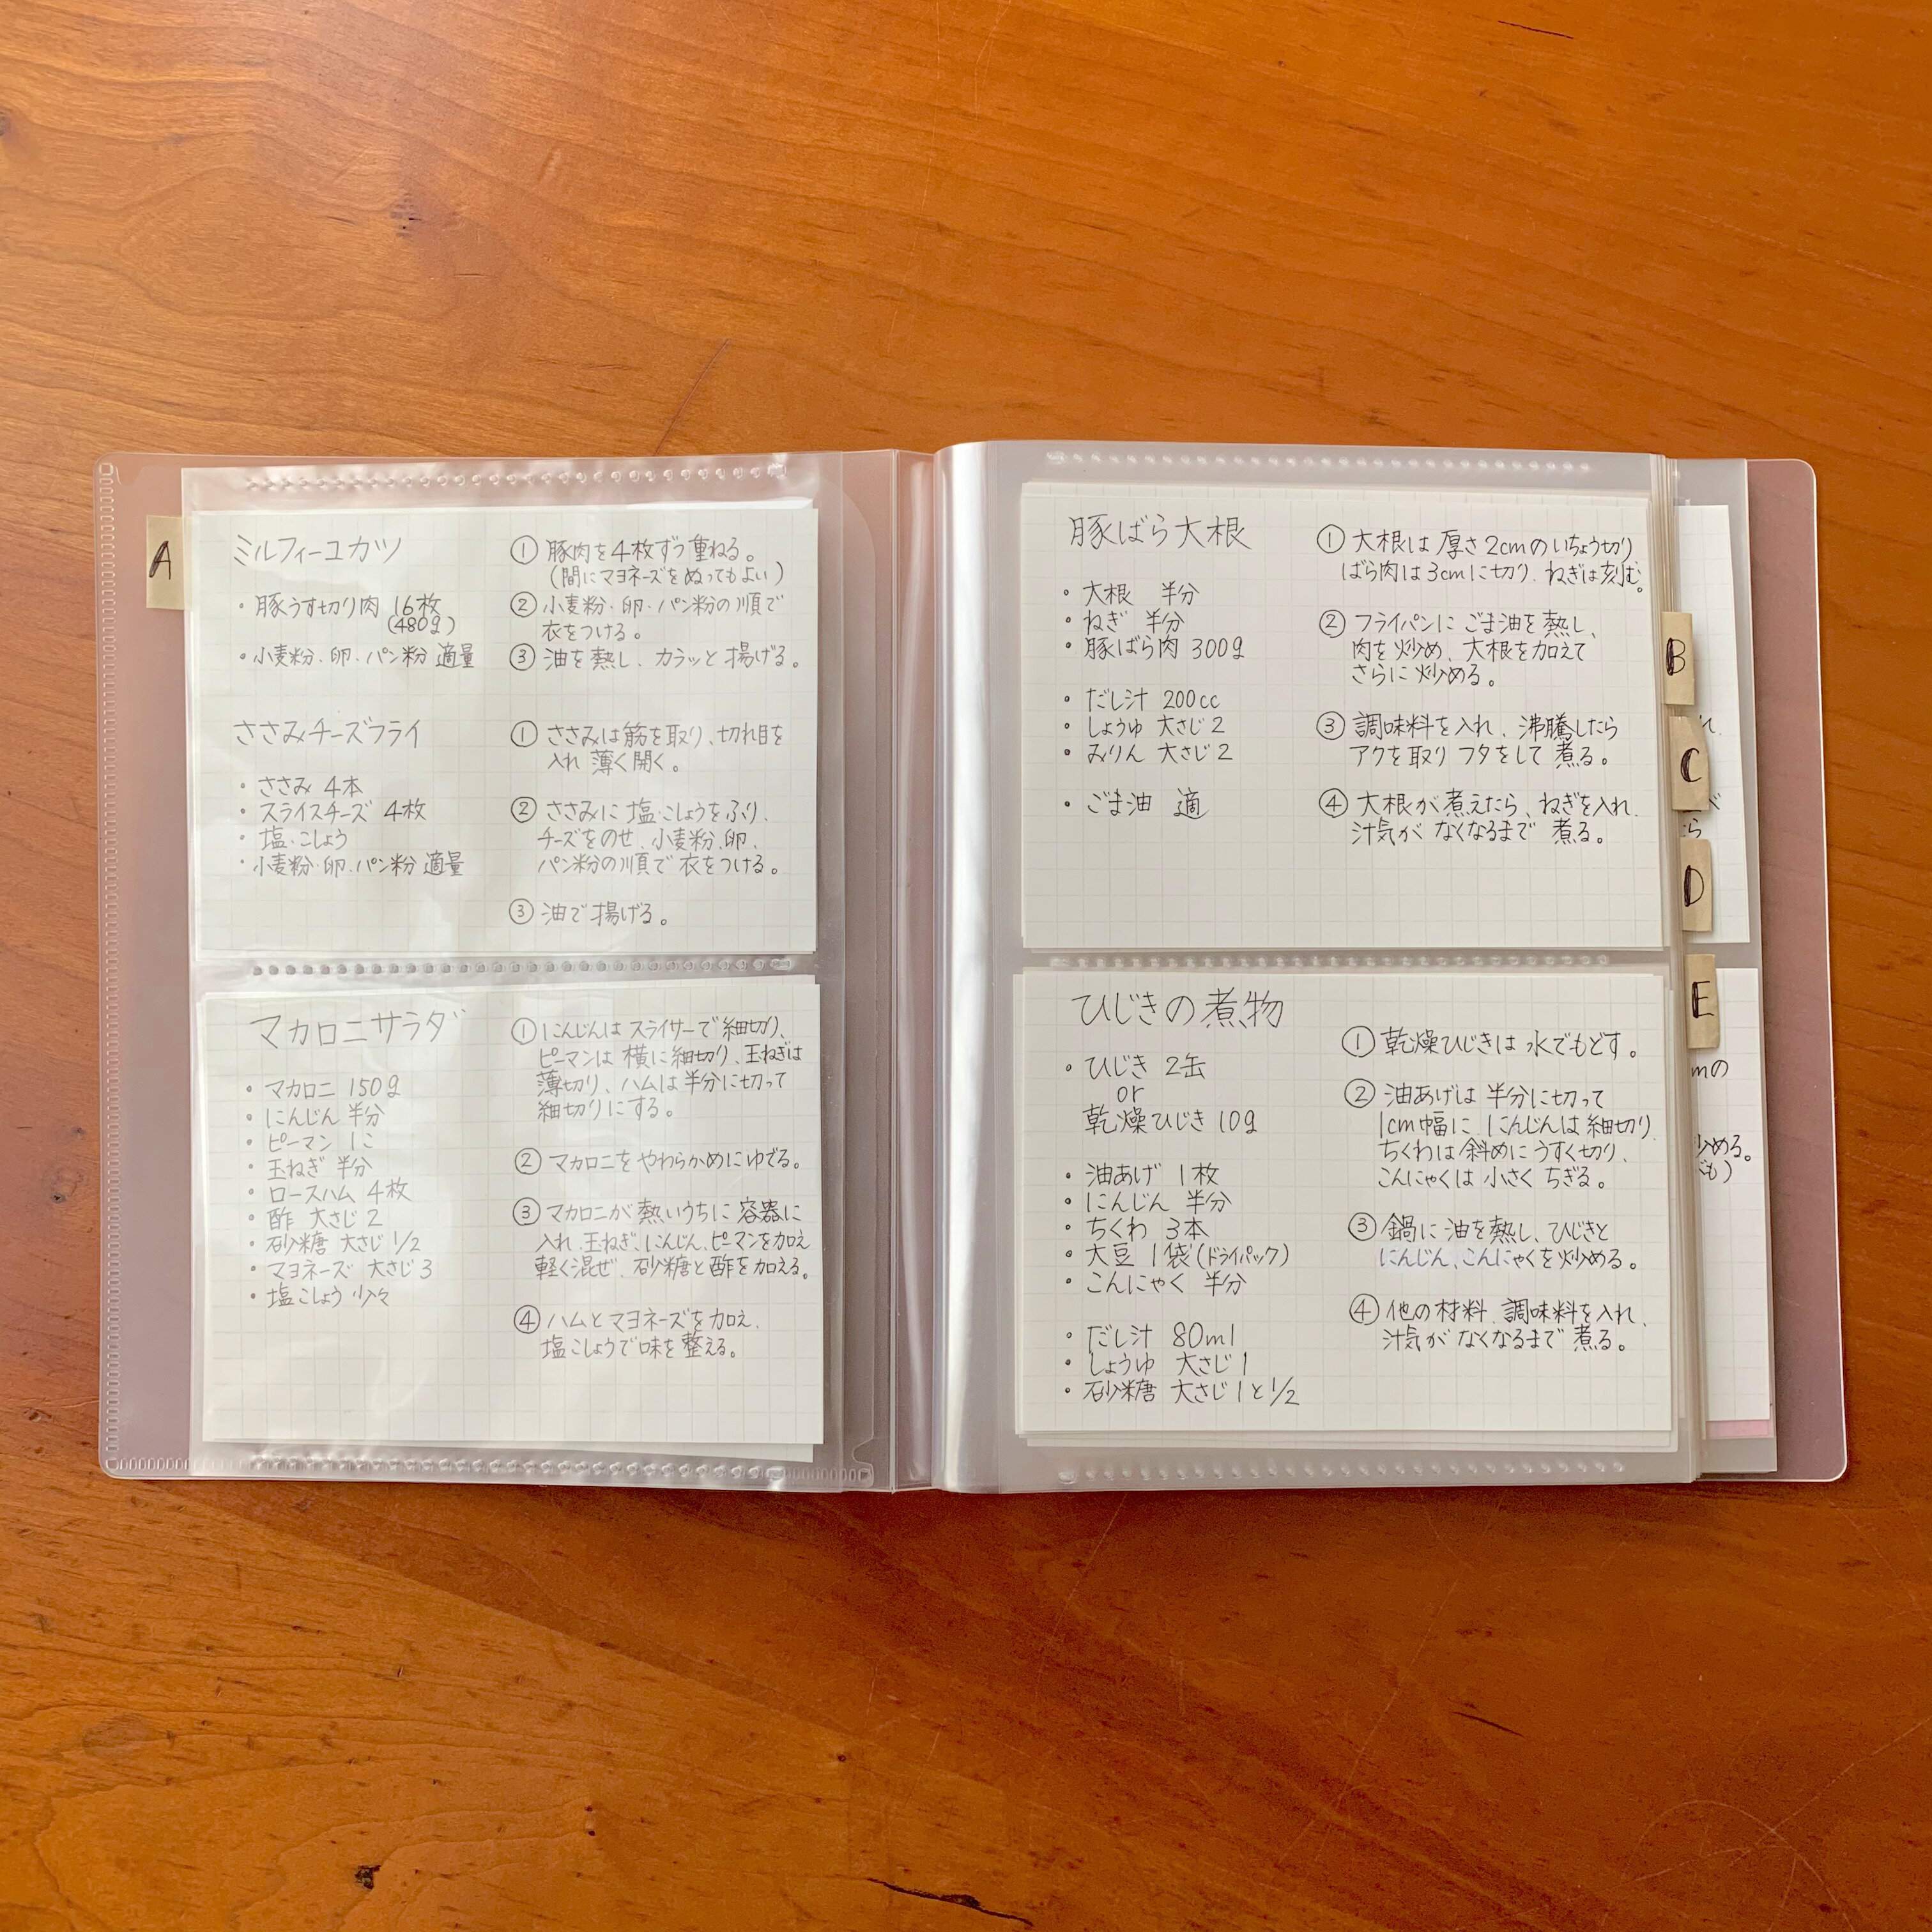 A
ミルフィーユカツ
・豚うす切り肉 16枚
(480g)
・小麦粉・卵・パン粉 適量
① 豚肉を4枚ずつ重ねる。
(間にマヨネーズをぬってもよい)
② 小麦粉・卵・パン粉の順で
衣をつける。
③ 油を熱し、カラッと揚げる。
ささみチーズフライ
・ささみ 4本
・スライスチーズ 4枚
・塩・こしょう
・小麦粉・卵・パン粉 適量
① ささみは筋を取り、切れ目を
入れ 薄く開く。
② ささみに 塩・こしょうをふり、
チーズをのせ、小麦粉、卵、
パン粉の順で 衣をつける。
③ 油で 揚げる。
マカロニサラダ
・マカロニ 150g
・にんじん 半分
・ピーマン 1こ
・玉ねぎ 半分
・ロースハム 4枚
・酢 大さじ 2
・砂糖 大さじ 1/2
・マヨネーズ 大さじ 3
・塩こしょう 少々
① にんじんは スライサーで 細切り、
ピーマンは 横に 細切り、玉ねぎは
薄切り、ハムは 半分に切って
細切りにする。
② マカロニを やわらかめに ゆでる。
③ マカロニが 熱いうちに 容器に
入れ、玉ねぎ、にんじん、ピーマンを加え
軽く混ぜ、砂糖と酢を加える。
④ ハムと マヨネーズを 加え、
塩こしょうで味を 整える。
豚ばら大根
・大根 半分
・ねぎ 半分
・豚ばら肉 300g
・だし汁 200cc
・しょうゆ 大さじ 2
・みりん 大さじ 2
・ごま油 適
① 大根は 厚さ 2cmの いちょう切り、
ばら肉は 3cmに切り、ねぎは刻む。
② フライパンに ごま油を 熱し、
肉を 炒め、大根を加えて
さらに 炒める。
③ 調味料を入れ、沸騰したら
アクを取り フタをして 煮る。
④ 大根が 煮えたら、ねぎを入れ、
汁気が なくなるまで 煮る。
ひじきの煮物
・ひじき 2缶
or
乾燥ひじき 10g
・油あげ 1枚
・にんじん 半分
・ちくわ 3本
・大豆 1袋(ドライパック)
・こんにゃく 半分
・だし汁 80ml
・しょうゆ 大さじ 1
・砂糖 大さじ 1と1/2
① 乾燥ひじきは 水でもどす。
② 油あげは 半分に切って
1cm幅に、にんじんは 細切り、
ちくわは 斜めに うすく切り、
こんにゃくは 小さく ちぎる。
③ 鍋に 油を 熱し、ひじきと
にんじん、こんにゃくを 炒める。
④ 他の 材料、調味料を入れ、
汁気が なくなるまで 煮る。
B
C
D
E
れ、
ら
mの
炒める。
も)